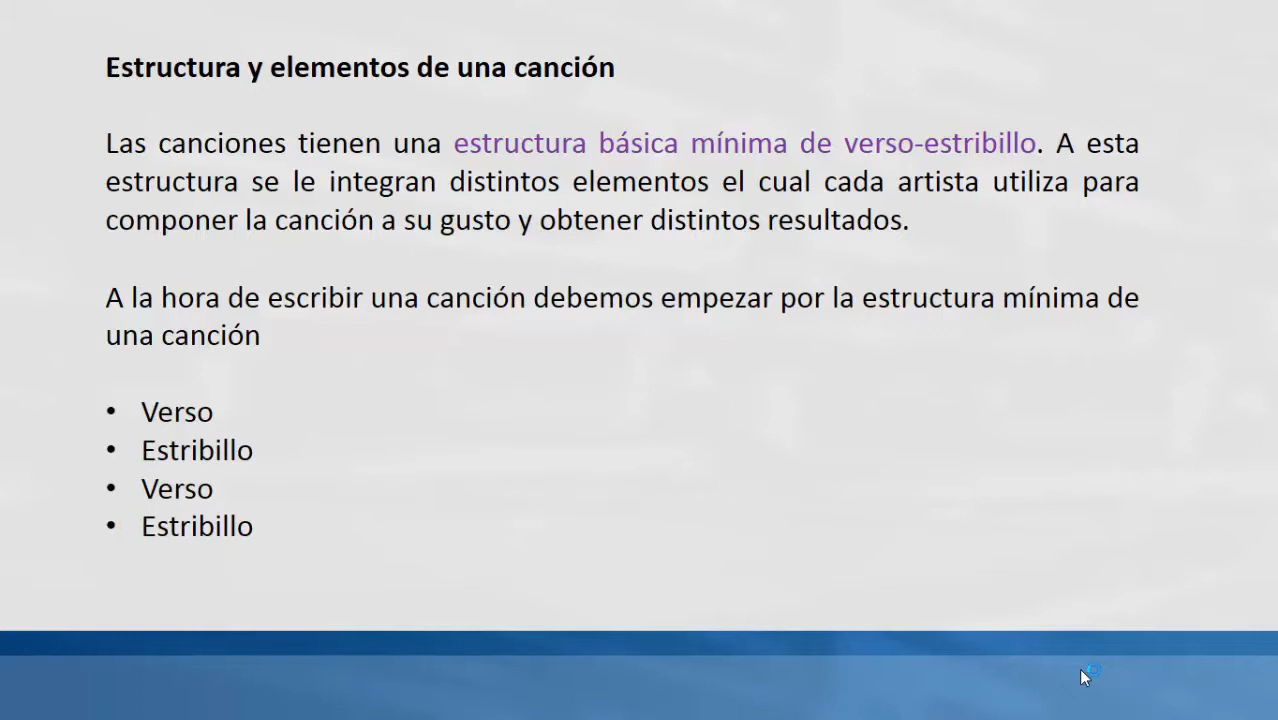 Estructura y elementos de una canción
Las canciones tienen una estructura básica mínima de verso-estribillo. A esta
estructura se le integran distintos elementos el cual cada artista utiliza para
componer la canción a su gusto y obtener distintos resultados.
A la hora de escribir una canción debemos empezar por la estructura mínima de
una canción
• Verso
• Estribillo
• Verso
• Estribillo